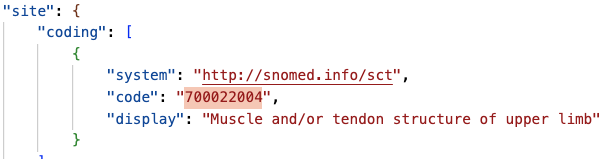 "site": {
"coding": [
{
"system": "http://snomed.info/sct",
"code": "700022004",
"display": "Muscle and/or tendon structure of upper limb"
}
]